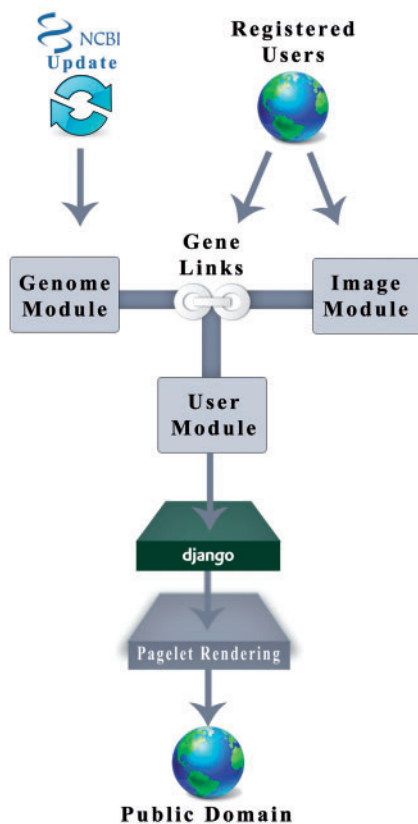 NCBI
Update
Registered
Users
Gene
Links
Genome
Module
Image
Module
User
Module
django
Pagelet Rendering
Public Domain